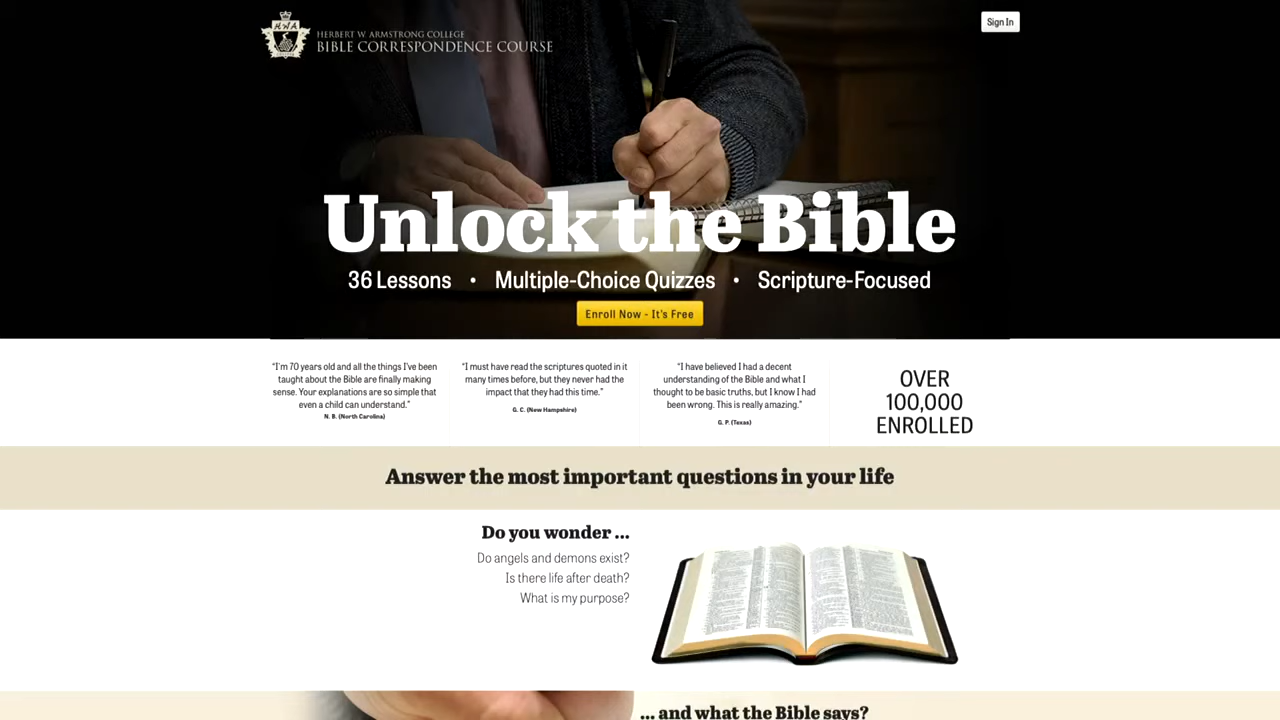 HERBERT W ARMSTRONG COLLEGE
BIBLE CORRESPONDENCE COURSE
Sign In
Unlock the Bible
36 Lessons • Multiple-Choice Quizzes • Scripture-Focused
Enroll Now - It's Free
“I'm 70 years old and all the things I've been
taught about the Bible are finally making
sense. Your explanations are so simple that
even a child can understand.”
N. B. (North Carolina)
“I must have read the scriptures quoted in it
many times before, but they never had the
impact that they had this time.”
G. C. (New Hampshire)
“I have believed I had a decent
understanding of the Bible and what I
thought to be basic truths, but I know I had
been wrong. This is really amazing.”
G. P. (Texas)
OVER
100,000
ENROLLED
Answer the most important questions in your life
Do you wonder ...
Do angels and demons exist?
Is there life after death?
What is my purpose?
... and what the Bible says?